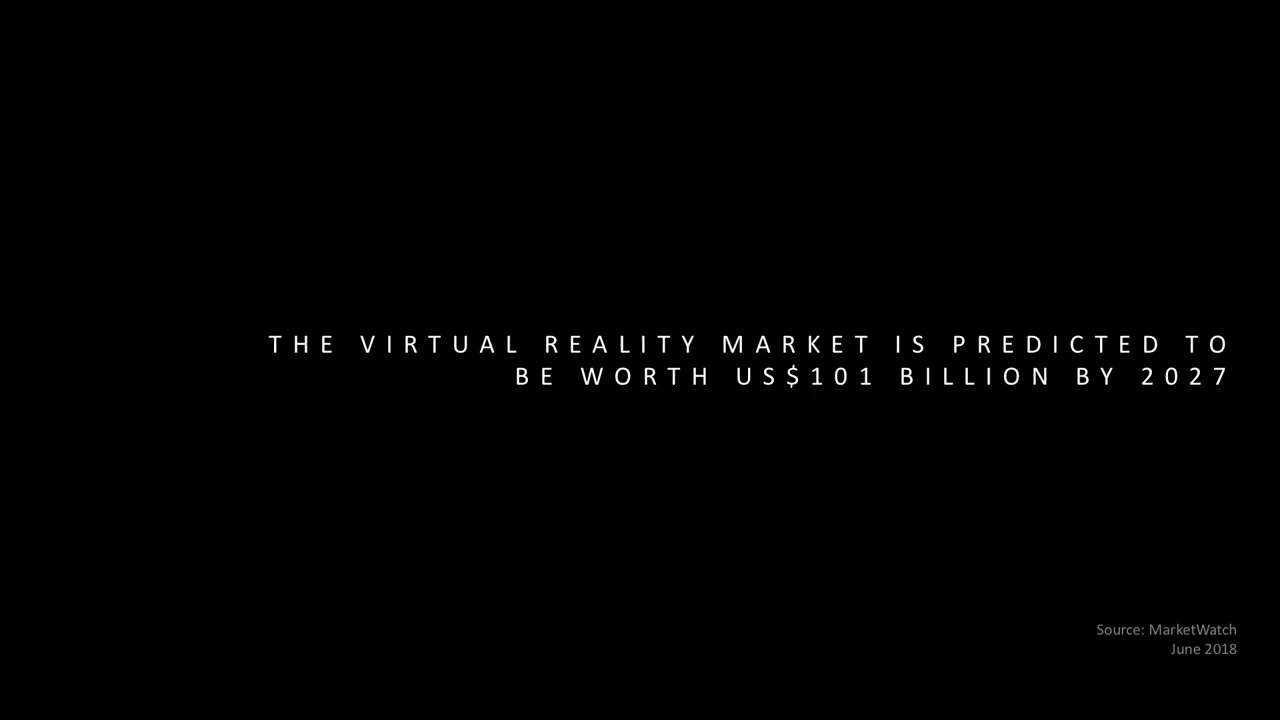 THE VIRTUAL REALITY MARKET IS PREDICTED TO
BE WORTH US$101 BILLION BY 2027
Source: MarketWatch
June 2018